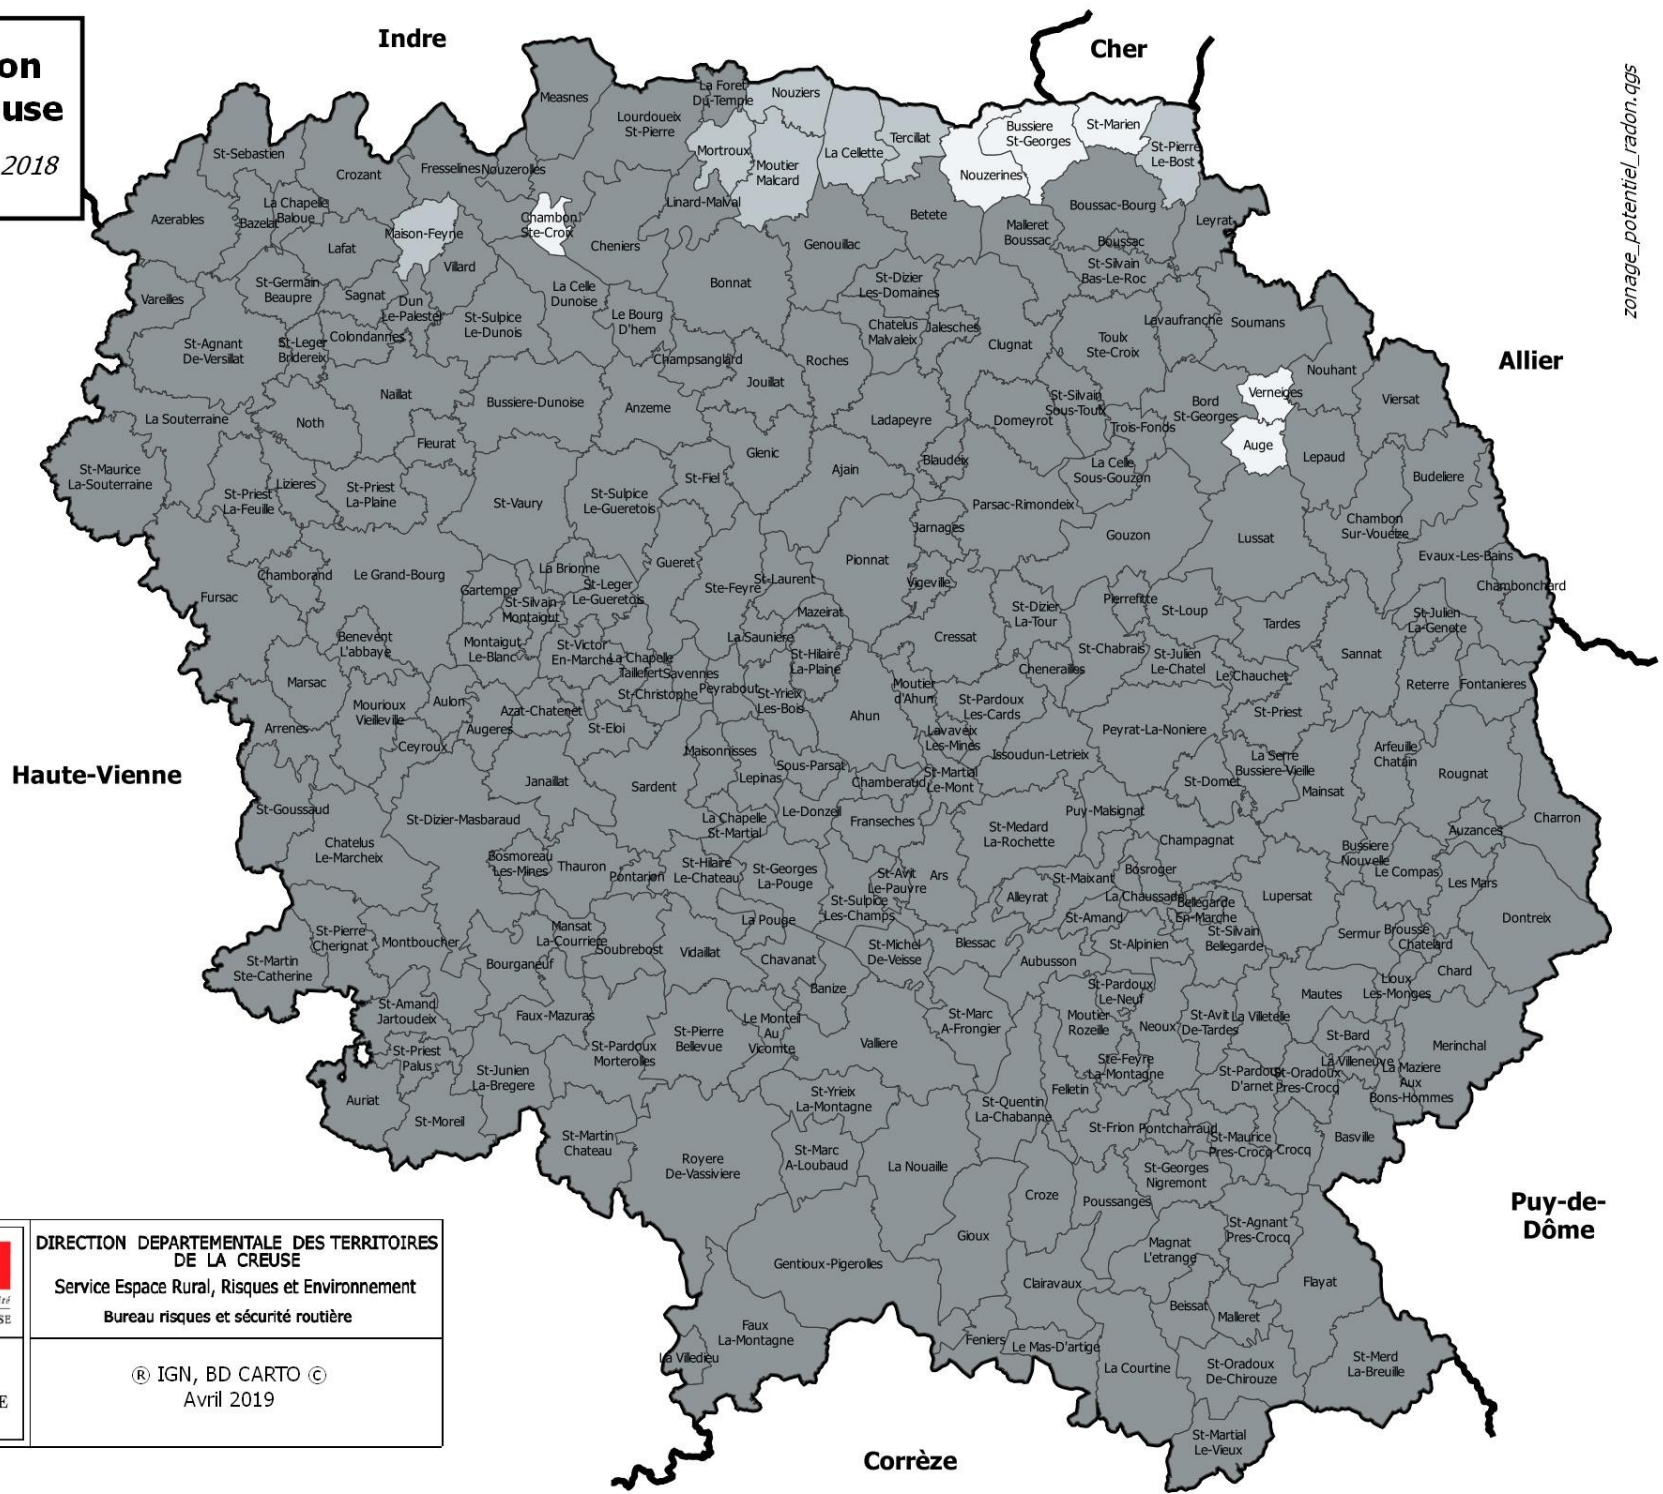 on
use
2018
Indre
Cher
zonage_potentiel_radon.qgs
Allier
Haute-Vienne
Puy-de-
Dôme
Corrèze
Measnes
La Foret
Du-Temple
Nouziers
Lourdoueix
St-Pierre
Mortroux
Moutier
Malcard
La Cellette
Tercillat
Bussiere
St-Georges
St-Marien
St-Pierre
Le-Bost
Nouzerines
St-Sebastien
Crozant
Fresselines
Nouzerolles
La Chapelle
Baloue
Azerables
Bazelat
Lafat
Maison-Feyne
Chambon
Ste-Croix
Cheniers
Linard-Malval
Genouillac
Betete
Malleret
Boussac
Boussac-Bourg
Boussac
Leyrat
Villard
St-Germain
Beaupre
Sagnat
Vareilles
Dun
Le-Palestel
St-Sulpice
Le-Dunois
La Celle
Dunoise
Le Bourg
D'hem
Bonnat
St-Dizier
Les-Domaines
St-Silvain
Bas-Le-Roc
Chatelus
Malvaleix
Jalesches
Clugnat
Toulx
Ste-Croix
Lavaufranche
Soumans
St-Agnant
De-Versillat
St-Leger
Bridereix
Colondannes
Champsanglard
Roches
Jouillat
Nouhant
Verneiges
Viersat
Naillat
Bussiere-Dunoise
Anzeme
Ladapeyre
Domeyrot
St-Silvain
Sous-Toulx
Bord
St-Georges
Trois-Fonds
La Souterraine
Noth
Fleurat
Glenic
Auge
Lepaud
St-Maurice
La-Souterraine
St-Priest
La-Feuille
Lizieres
St-Priest
La-Plaine
St-Vaury
St-Sulpice
Le-Gueretois
St-Fiel
Ajain
Blaudeix
La Celle
Sous-Gouzon
Budeliere
Parsac-Rimondeix
Jarnages
Gouzon
Lussat
Chambon
Sur-Voueize
Evaux-Les-Bains
Chambonchard
Chamborand
Le Grand-Bourg
La Brionne
Gueret
Pionnat
Fursac
Gartempe
St-Silvain
Montaigut
St-Leger
Le-Gueretois
Ste-Feyre
St-Laurent
Vigeville
Mazeirat
St-Dizier
La-Tour
Pierrefitte
St-Loup
Tardes
St-Julien
La-Genete
Benevent
L'abbaye
Montaigut
Le-Blanc
St-Victor
En-Marche
La Chapelle
Taillefert
Savennes
La Sauniere
St-Hilaire
La-Plaine
Cressat
Chenerailles
St-Chabrais
St-Julien
Le-Chatel
Le Chauchet
Sannat
Reterre
Fontanieres
Marsac
Mourioux
Vieilleville
Aulon
Azat-Chatenet
St-Christophe
Peyrabout
St-Yrieix
Les-Bois
Moutier
d'Ahun
St-Pardoux
Les-Cards
St-Priest
Arrenes
Ceyroux
Augeres
St-Eloi
Ahun
Lavaveix
Les-Mines
Peyrat-La-Noniere
Maisonnisses
Issoudun-Letrieix
La Serre
Bussiere-Vieille
Arfeuille
Chatain
Rougnat
Janaillat
Sardent
Lepinas
Sous-Parsat
Chamberaud
St-Martial
Le-Mont
St-Domet
Mainsat
St-Goussaud
St-Dizier-Masbaraud
La Chapelle
St-Martial
Le-Donzeil
Franseches
St-Medard
La-Rochette
Puy-Malsignat
Champagnat
Auzances
Charron
Chatelus
Le-Marcheix
Bosmoreau
Les-Mines
Thauron
Pontarion
St-Hilaire
Le-Chateau
St-Georges
La-Pouge
St-Avit
Le-Pauvre
Ars
St-Maixant
Bosroger
Bussiere
Nouvelle
Le Compas
Les Mars
Alleyrat
La Chaussade
Bellegarde
En-Marche
Lupersat
St-Sulpice
Les-Champs
St-Amand
Dontreix
St-Pierre
Cherignat
Montboucher
Mansat
La-Courriere
Soubrebost
Vidaillat
La Pouge
St-Michel
De-Veisse
Blessac
Aubusson
St-Alpinien
St-Silvain
Bellegarde
Sermur
Brousse
Chatelard
St-Martin
Ste-Catherine
Bourganeuf
Chavanat
Banize
St-Pardoux
Le-Neuf
Mautes
Lioux
Les-Monges
Chard
St-Amand
Jartoudeix
Faux-Mazuras
St-Pierre
Bellevue
Le Monteil
Au
Vicomte
Valliere
St-Marc
A-Frongier
Moutier
Rozeille
Neoux
St-Avit
De-Tardes
La Villetelle
St-Bard
Merinchal
St-Priest
Palus
St-Pardoux
Morterolles
Ste-Feyre
La-Montagne
St-Pardoux
D'arnet
St-Oradoux
Pres-Crocq
La Villeneuve
La Maziere
Aux
Bons-Hommes
Auriat
St-Junien
La-Bregere
St-Moreil
St-Yrieix
La-Montagne
Felletin
St-Quentin
La-Chabanne
St-Frion
Pontcharraud
St-Maurice
Pres-Crocq
Crocq
Basville
St-Martin
Chateau
Royere
De-Vassiviere
St-Marc
A-Loubaud
La Nouaille
Croze
St-Georges
Nigremont
Poussanges
Gioux
Magnat
L'etrange
St-Agnant
Pres-Crocq
Gentioux-Pigerolles
Clairavaux
Flayat
Beissat
Malleret
Faux
La-Montagne
La Villedieu
Feniers
Le Mas-D'artige
La Courtine
St-Oradoux
De-Chirouze
St-Merd
La-Breuille
St-Martial
Le-Vieux
DIRECTION DEPARTEMENTALE DES TERRITOIRES
DE LA CREUSE
Service Espace Rural, Risques et Environnement
Bureau risques et sécurité routière
® IGN, BD CARTO ©
Avril 2019
ité
SE
E